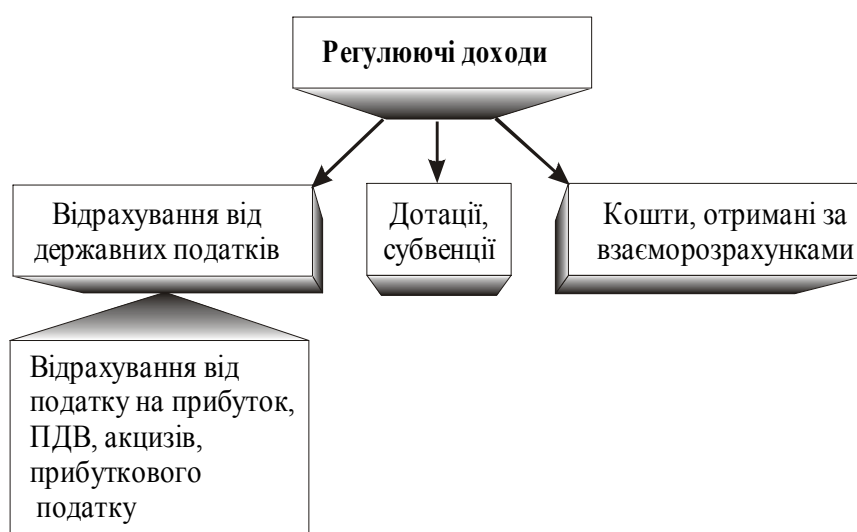 Регулюючі доходи
Відрахування від
державних податків
Дотації,
субвенції
Кошти, отримані за
взаєморозрахунками
Відрахування від
податку на прибуток,
ПДВ, акцизів,
прибуткового
податку